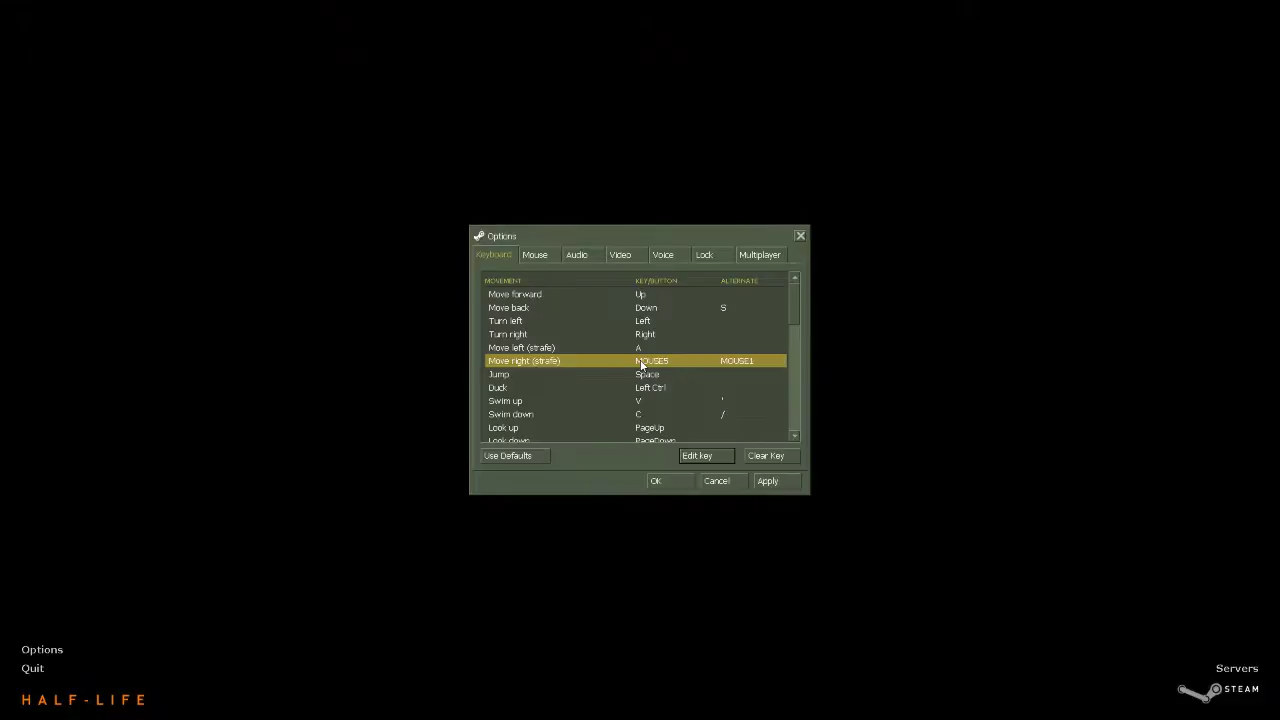 Options
Keyboard Mouse Audio Video Voice Lock Multiplayer
MOVEMENT KEY/BUTTON ALTERNATE
Move forward Up
Move back Down S
Turn left Left
Turn right Right
Move left (strafe) A
Move right (strafe) MOUSE5 MOUSE1
Jump Space
Duck Left Ctrl
Swim up V '
Swim down C /
Look up PageUp
Look down PageDown
Use Defaults Edit key Clear Key
OK Cancel Apply
Options
Quit Servers
HALF-LIFE STEAM